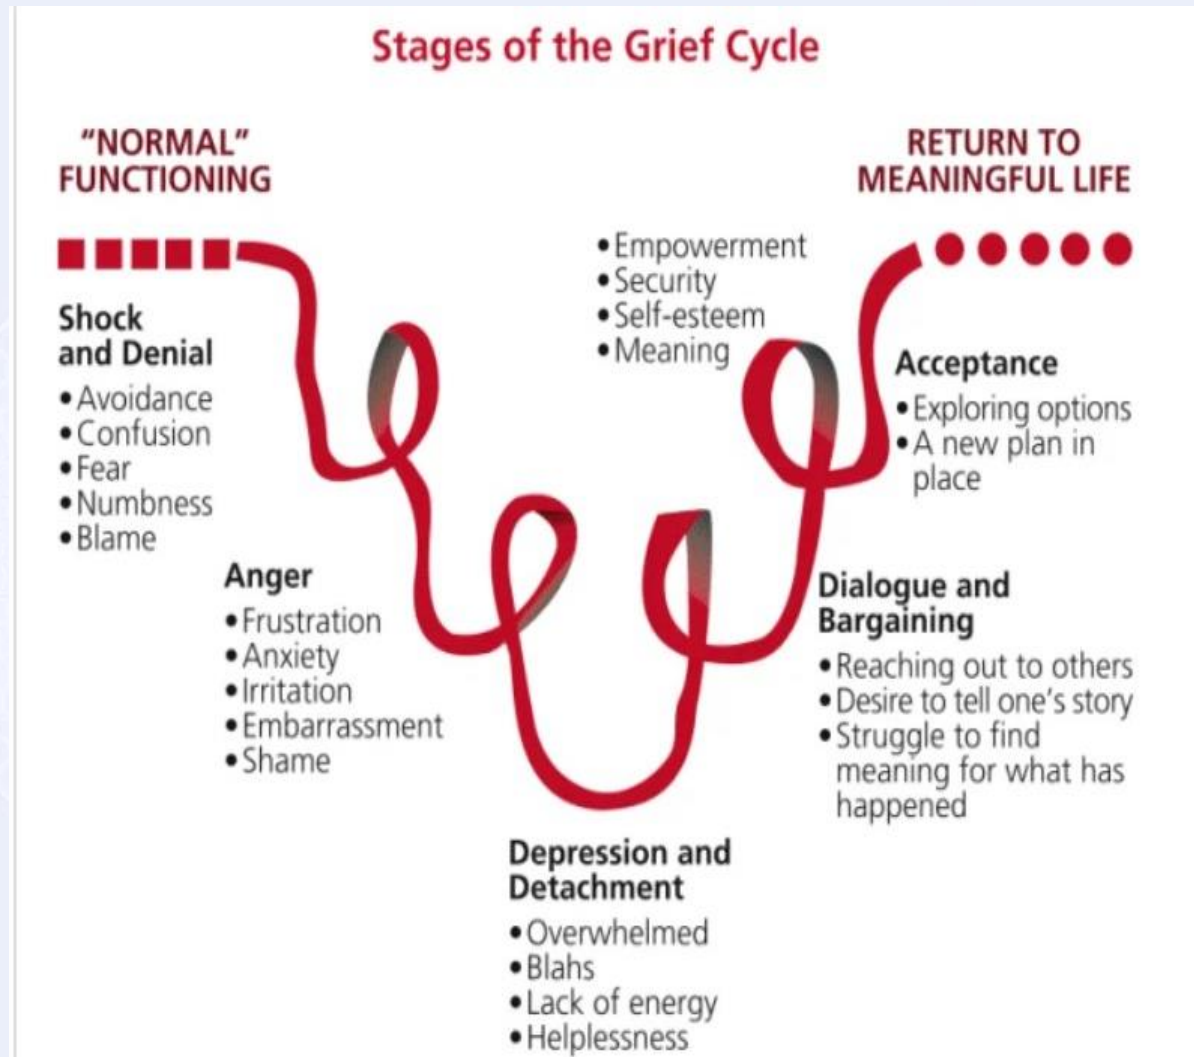 Stages of the Grief Cycle
"NORMAL"
FUNCTIONING
Shock
and Denial
• Avoidance
• Confusion
• Fear
• Numbness
• Blame
Anger
• Frustration
• Anxiety
• Irritation
• Embarrassment
• Shame
Depression and
Detachment
• Overwhelmed
• Blahs
• Lack of energy
• Helplessness
Dialogue and
Bargaining
• Reaching out to others
• Desire to tell one's story
• Struggle to find
meaning for what has
happened
Acceptance
• Exploring options
• A new plan in
place
• Empowerment
• Security
• Self-esteem
• Meaning
RETURN TO
MEANINGFUL LIFE